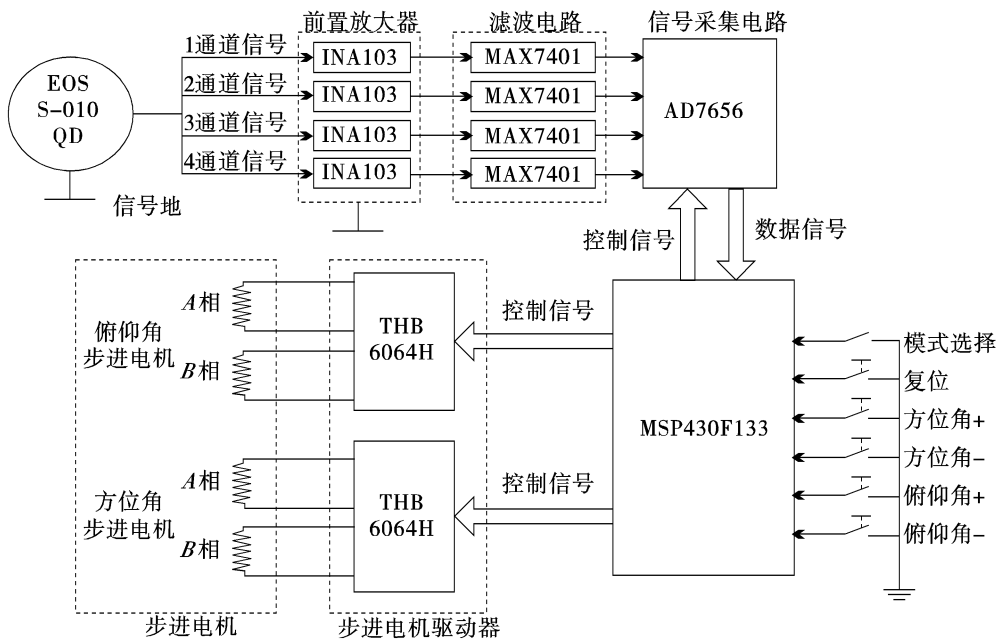 前置放大器
滤波电路
信号采集电路
EOS
S-010
QD
1通道信号
INA103
MAX7401
2通道信号
INA103
MAX7401
3通道信号
INA103
MAX7401
4通道信号
INA103
MAX7401
AD7656
信号地
控制信号
数据信号
A相
俯仰角
步进电机
B相
THB
6064H
控制信号
A相
方位角
步进电机
B相
THB
6064H
控制信号
MSP430F133
模式选择
复位
方位角+
方位角-
俯仰角+
俯仰角-
步进电机
步进电机驱动器